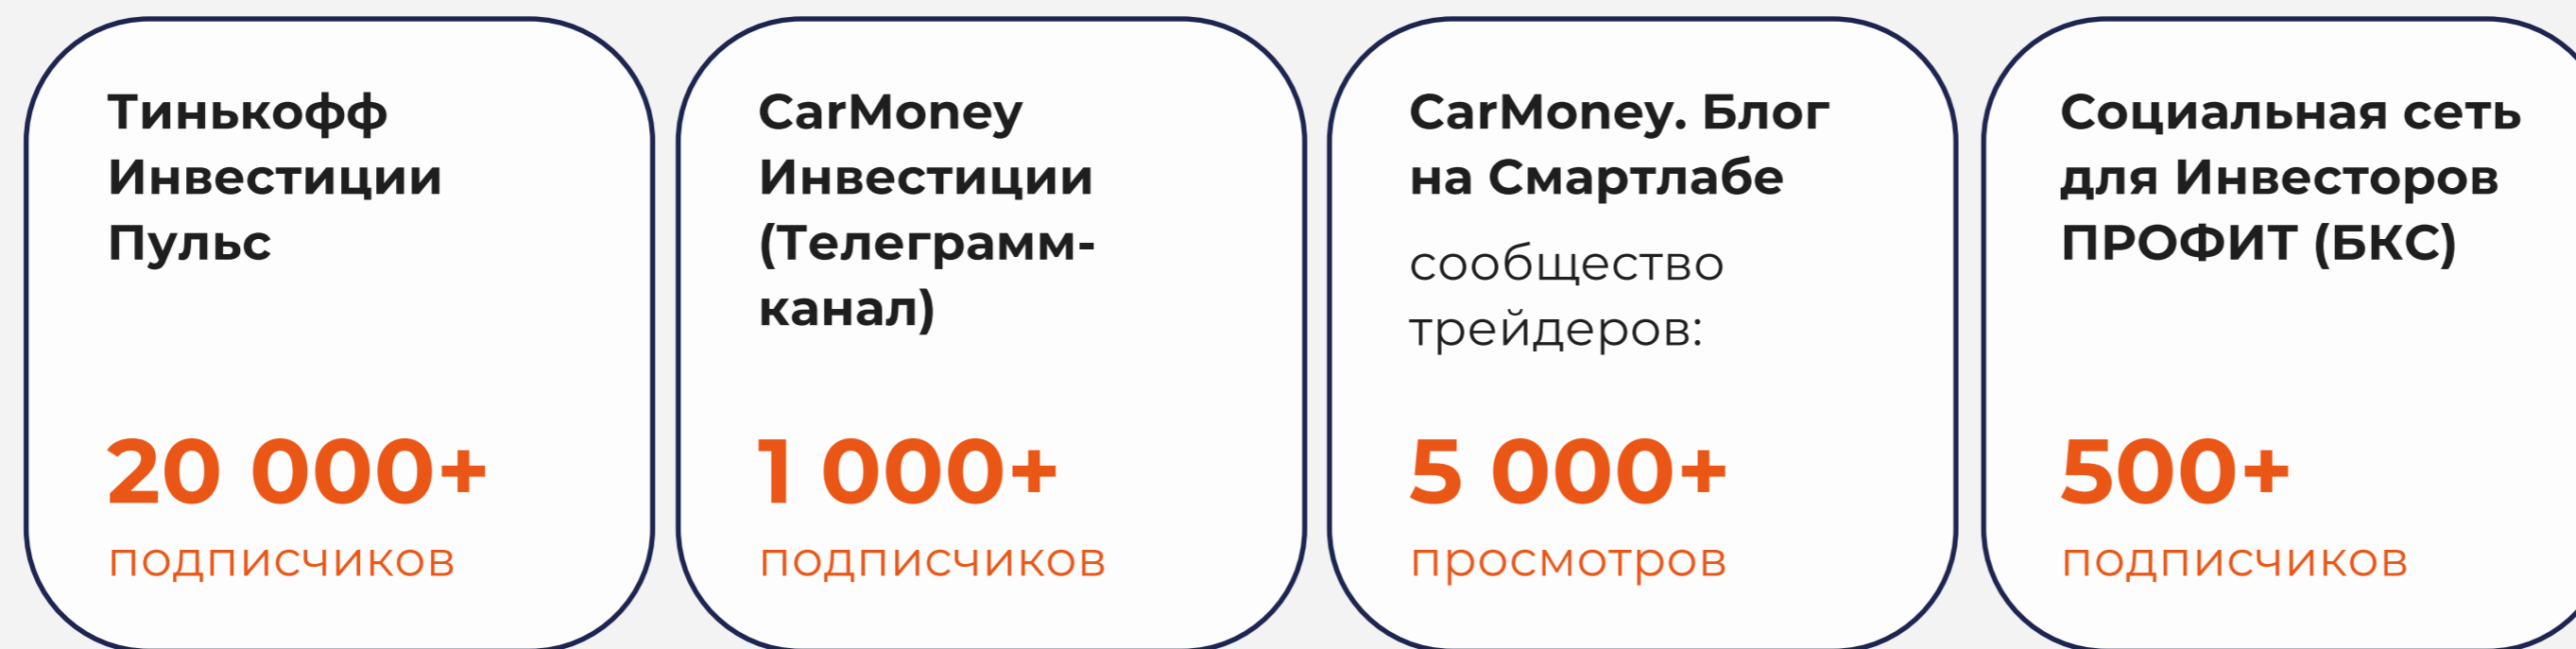 Тинькофф
Инвестиции
Пульс
20 000+
подписчиков
CarMoney
Инвестиции
(Телеграмм-
канал)
1 000+
подписчиков
CarMoney. Блог
на Смартлабе
сообщество
трейдеров:
5 000+
просмотров
Социальная сеть
для Инвесторов
ПРОФИТ (БКС)
500+
подписчиков